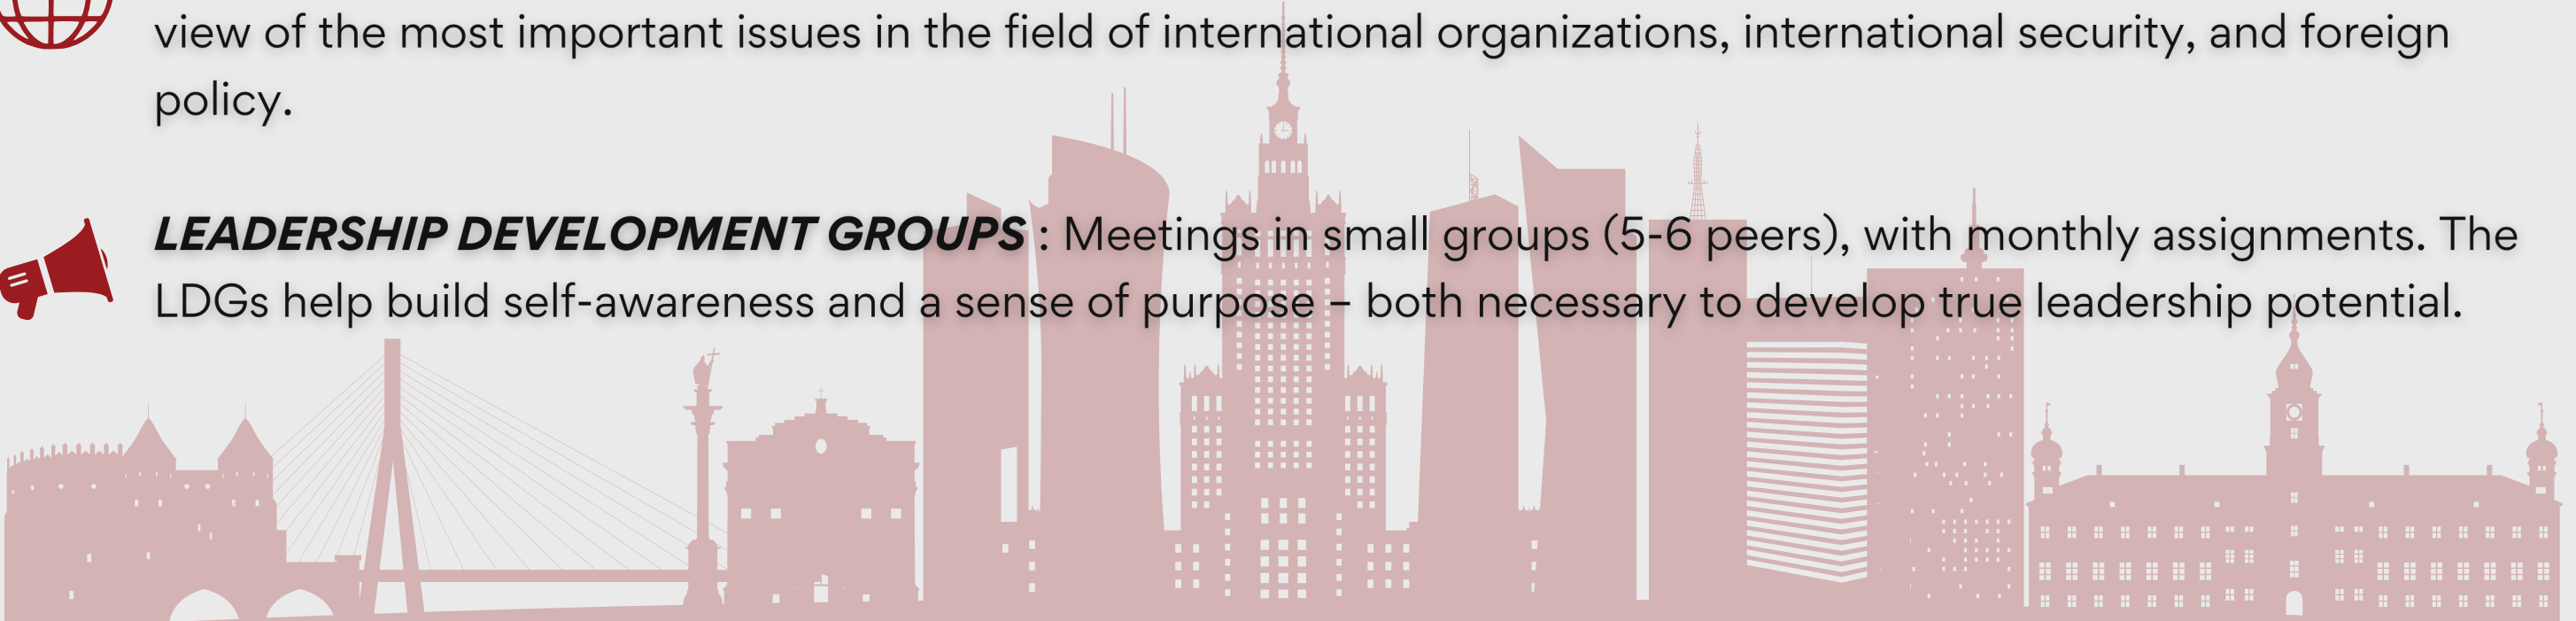 view of the most important issues in the field of international organizations, international security, and foreign
policy.
LEADERSHIP DEVELOPMENT GROUPS : Meetings in small groups (5-6 peers), with monthly assignments. The
LDGs help build self-awareness and a sense of purpose – both necessary to develop true leadership potential.